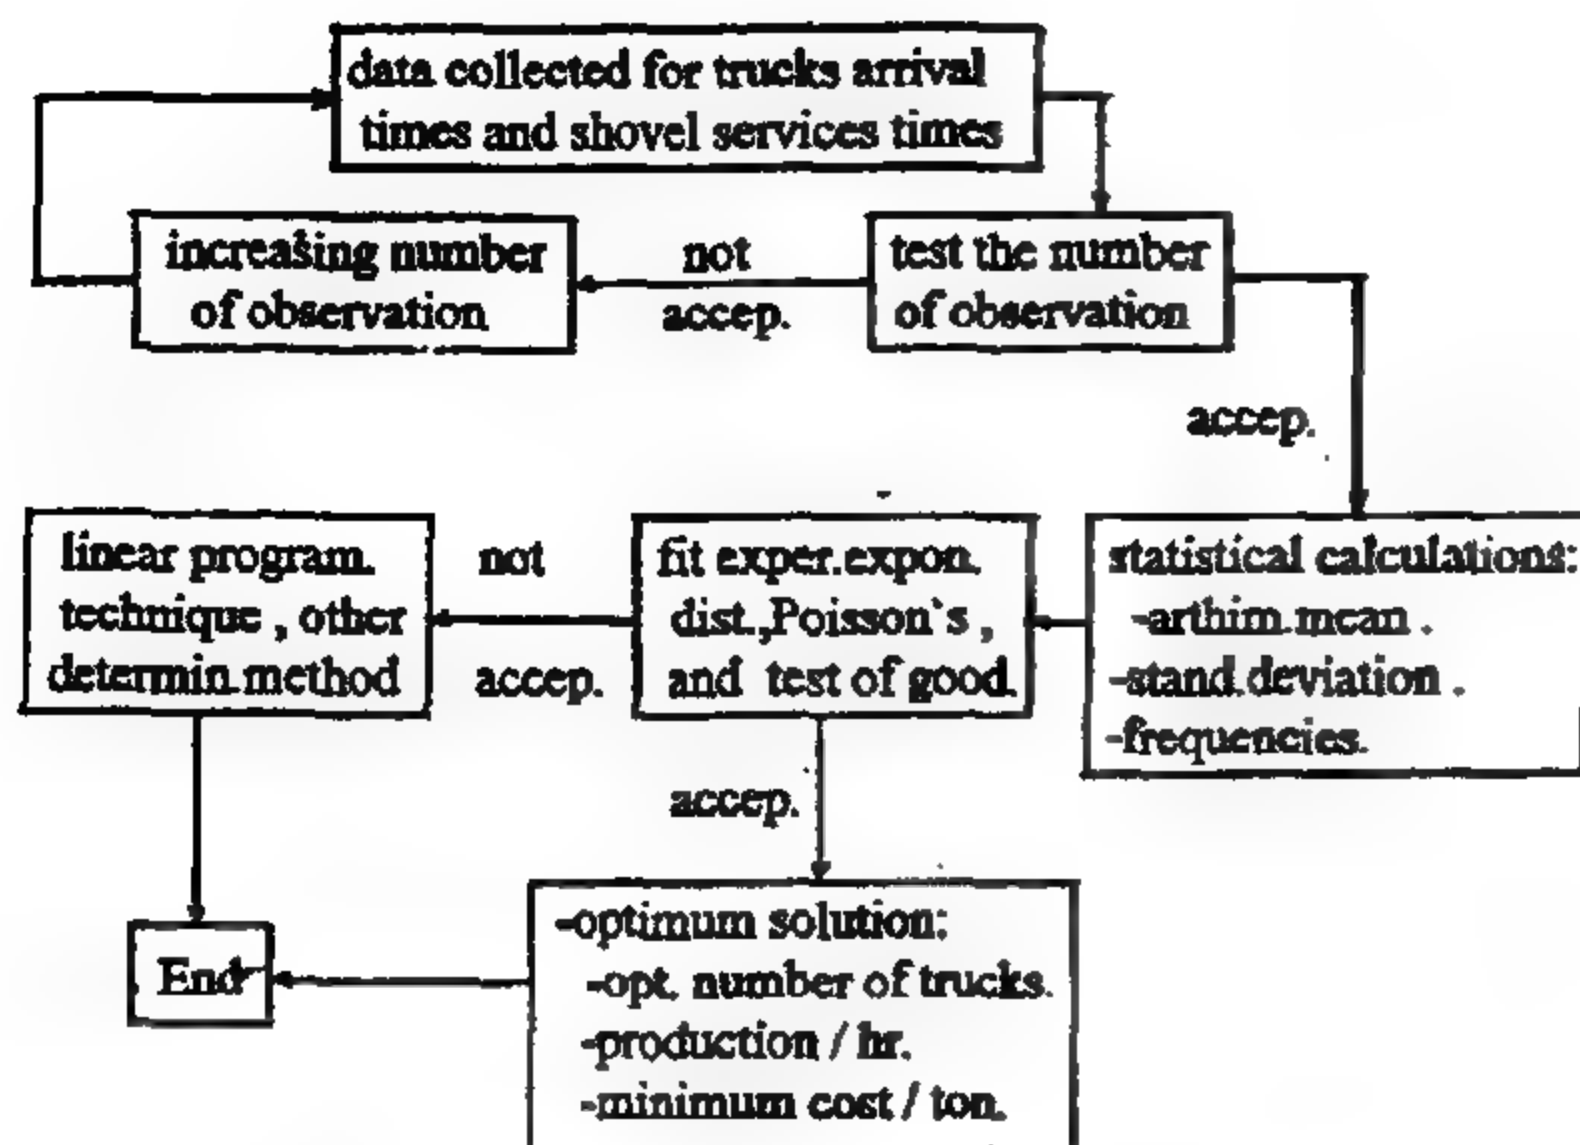 data collected for trucks arrival
times and shovel services times
increasing number
of observation
not
accep.
test the number
of observation
accep.
linear program.
technique , other
determin.method
not
accep.
fit exper.expon.
dist.,Poisson`s ,
and test of good.
statistical calculations:
-arthim.mean .
-stand.deviation .
-frequencies.
accep.
End
-optimum solution:
-opt. number of trucks.
-production / hr.
-minimum cost / ton.